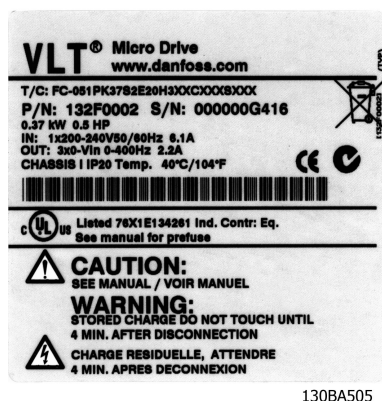 VLT® Micro Drive
www.danfoss.com
T/C: FC-051PK37S2E20H3XXCXXXSXXX
P/N: 132F0002 S/N: 000000G416
0.37 kW 0.5 HP
IN: 1x200-240V50/60Hz 6.1A
OUT: 3x0-Vin 0-400Hz 2.2A
CHASSIS I IP20 Temp. 40°C/104°F
CE
c UL US Listed 76X1E134261 Ind. Contr: Eq.
See manual for prefuse
CAUTION:
SEE MANUAL / VOIR MANUEL
WARNING:
STORED CHARGE DO NOT TOUCH UNTIL
4 MIN. AFTER DISCONNECTION
CHARGE RESIDUELLE, ATTENDRE
4 MIN. APRES DECONNEXION
130BA505